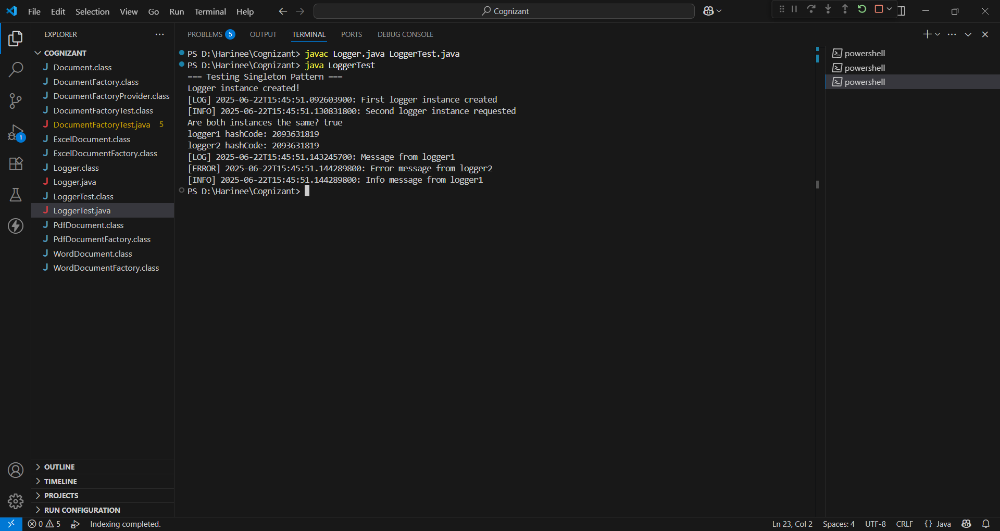 File Edit Selection View Go Run Terminal Help
Cognizant
EXPLORER
COGNIZANT
Document.class
DocumentFactory.class
DocumentFactoryProvider.class
DocumentFactoryTest.class
DocumentFactoryTest.java 5
ExcelDocument.class
ExcelDocumentFactory.class
Logger.class
Logger.java
LoggerTest.class
LoggerTest.java
PdfDocument.class
PdfDocumentFactory.class
WordDocument.class
WordDocumentFactory.class
OUTLINE
TIMELINE
PROJECTS
RUN CONFIGURATION
1
PROBLEMS 5 OUTPUT TERMINAL PORTS DEBUG CONSOLE
PS D:\Harinee\Cognizant> javac Logger.java LoggerTest.java
PS D:\Harinee\Cognizant> java LoggerTest
=== Testing Singleton Pattern ===
Logger instance created!
[LOG] 2025-06-22T15:45:51.092603900: First logger instance created
[INFO] 2025-06-22T15:45:51.130831800: Second logger instance requested
Are both instances the same? true
logger1 hashCode: 2093631819
logger2 hashCode: 2093631819
[LOG] 2025-06-22T15:45:51.143245700: Message from logger1
[ERROR] 2025-06-22T15:45:51.144289800: Error message from logger2
[INFO] 2025-06-22T15:45:51.144289800: Info message from logger1
PS D:\Harinee\Cognizant>
powershell
powershell
powershell
0 5 Indexing completed.
Ln 23, Col 2 Spaces: 4 UTF-8 CRLF {} Java